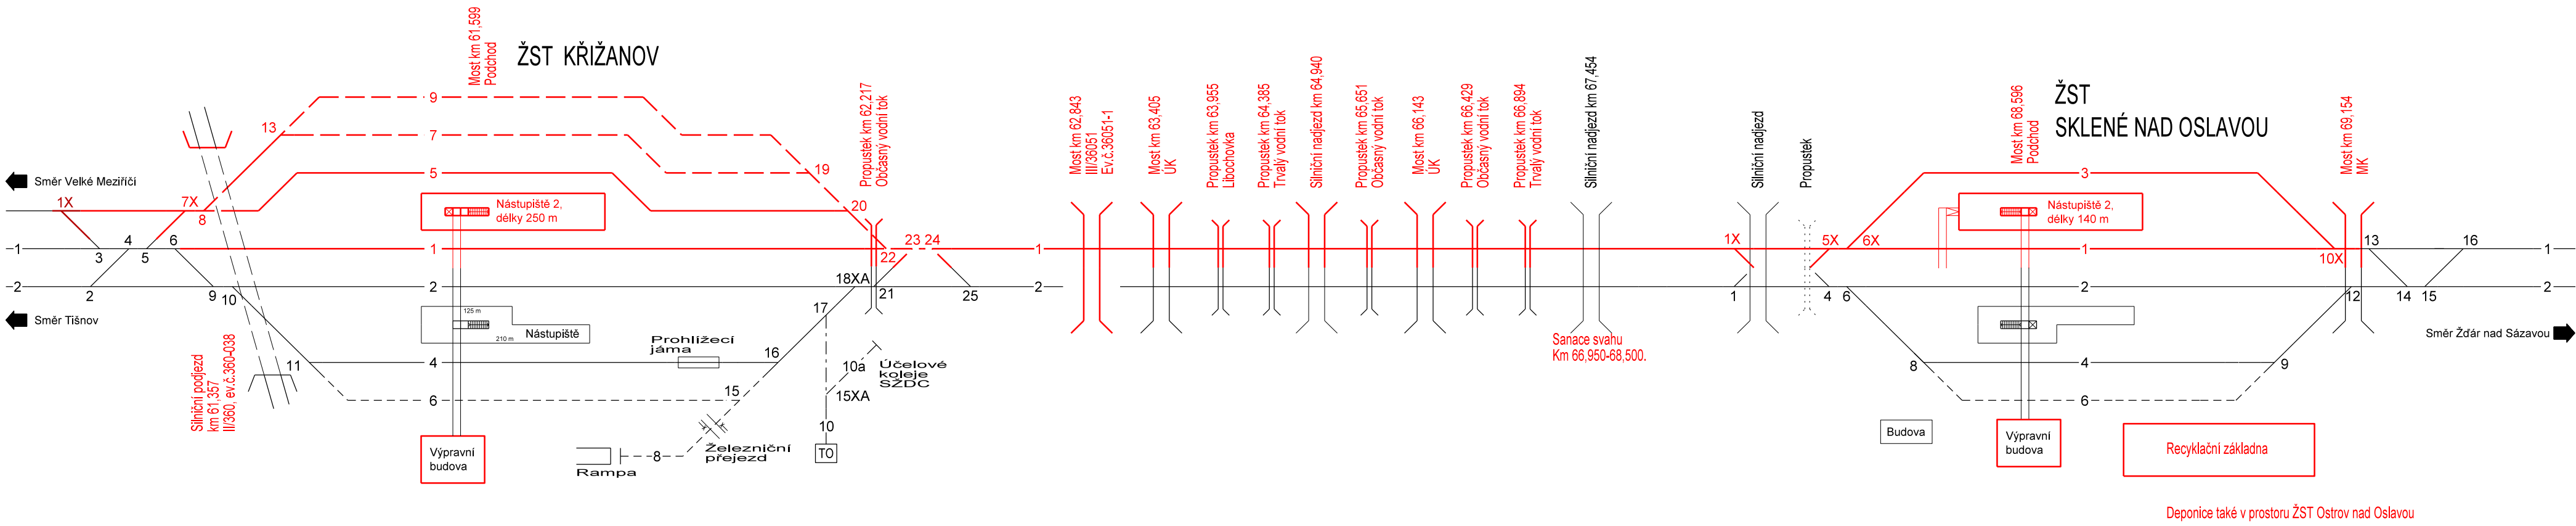 ŽST KŘIŽANOV
Most km 61,599
Podchod
9
13
7
19
5
Směr Velké Meziříčí
1X
7X
8
Nástupiště 2,
délky 250 m
20
Propustek km 62,217
Občasný vodní tok
1
3
4
5
6
1
22
23
24
1
2
2
9
10
2
18XA
21
25
2
Směr Tišnov
125 m
210 m
Nástupiště
17
Silniční podjezd
km 61,357
II/360, ev.č.360-038
11
4
Prohlížecí
jáma
16
10a
Účelové
koleje
SŽDC
6
15
15XA
10
TO
Výpravní
budova
Rampa
8
Železniční
přejezd
Most km 62,843
III/36051
Ev.č.36051-1
Most km 63,405
ÚK
Propustek km 63,955
Libochovka
Propustek km 64,385
Trvalý vodní tok
Silniční nadjezd km 64,940
Propustek km 65,651
Občasný vodní tok
Most km 66,143
ÚK
Propustek km 66,429
Občasný vodní tok
Propustek km 66,894
Trvalý vodní tok
Silniční nadjezd km 67,454
Sanace svahu
Km 66,950-68,500.
Silniční nadjezd
Propustek
ŽST
SKLENÉ NAD OSLAVOU
Most km 68,596
Podchod
Most km 69,154
MK
3
Nástupiště 2,
délky 140 m
1X
5X
6X
1
10X
13
16
1
1
4
6
2
12
14
15
2
Směr Žďár nad Sázavou
8
4
9
6
Budova
Výpravní
budova
Recyklační základna
Deponice také v prostoru ŽST Ostrov nad Oslavou